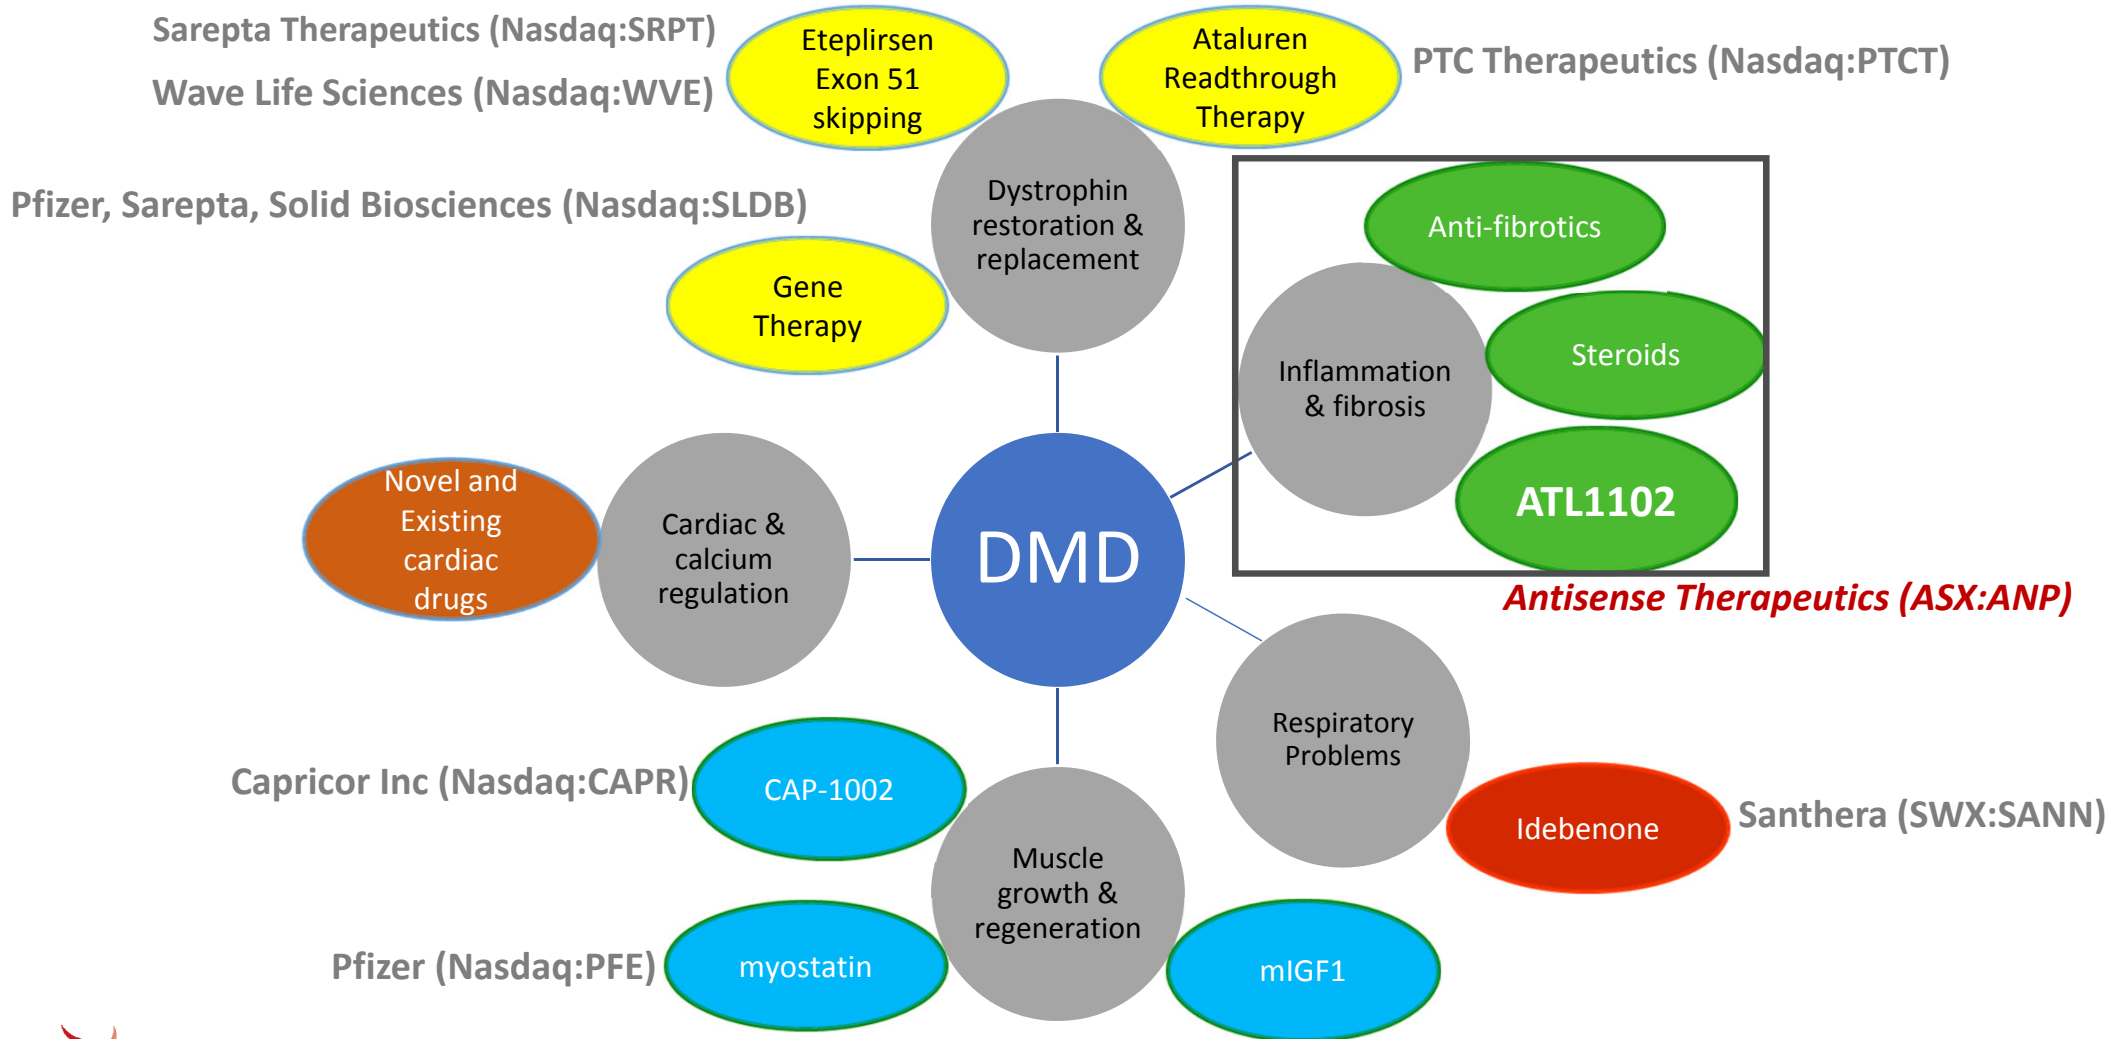 Sarepta Therapeutics (Nasdaq:SRPT)
Wave Life Sciences (Nasdaq:WVE)
Eteplirsen
Exon 51
skipping
Ataluren
Readthrough
Therapy
PTC Therapeutics (Nasdaq:PTCT)
Pfizer, Sarepta, Solid Biosciences (Nasdaq:SLDB)
Gene
Therapy
Dystrophin
restoration &
replacement
Anti-fibrotics
Steroids
Inflammation
& fibrosis
ATL1102
Antisense Therapeutics (ASX:ANP)
Novel and
Existing
cardiac
drugs
Cardiac &
calcium
regulation
DMD
Respiratory
Problems
Idebenone
Santhera (SWX:SANN)
Capricor Inc (Nasdaq:CAPR)
CAP-1002
Muscle
growth &
regeneration
Pfizer (Nasdaq:PFE)
myostatin
mIGF1